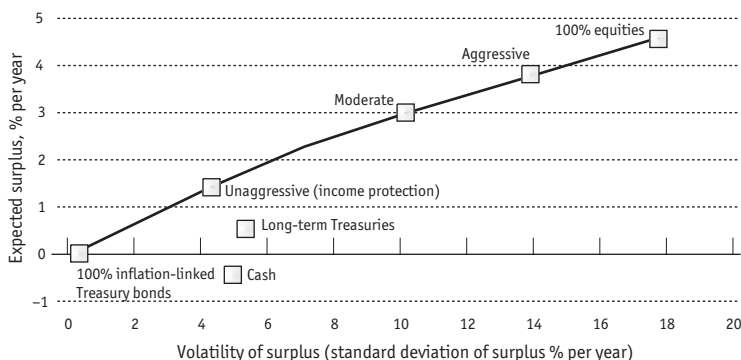 Expected surplus, % per year
5
4
3
2
1
0
−1
100% equities
Aggressive
Moderate
Unaggressive (income protection)
Long-term Treasuries
100% inflation-linked
Treasury bonds
Cash
0 2 4 6 8 10 12 14 16 18 20
Volatility of surplus (standard deviation of surplus % per year)